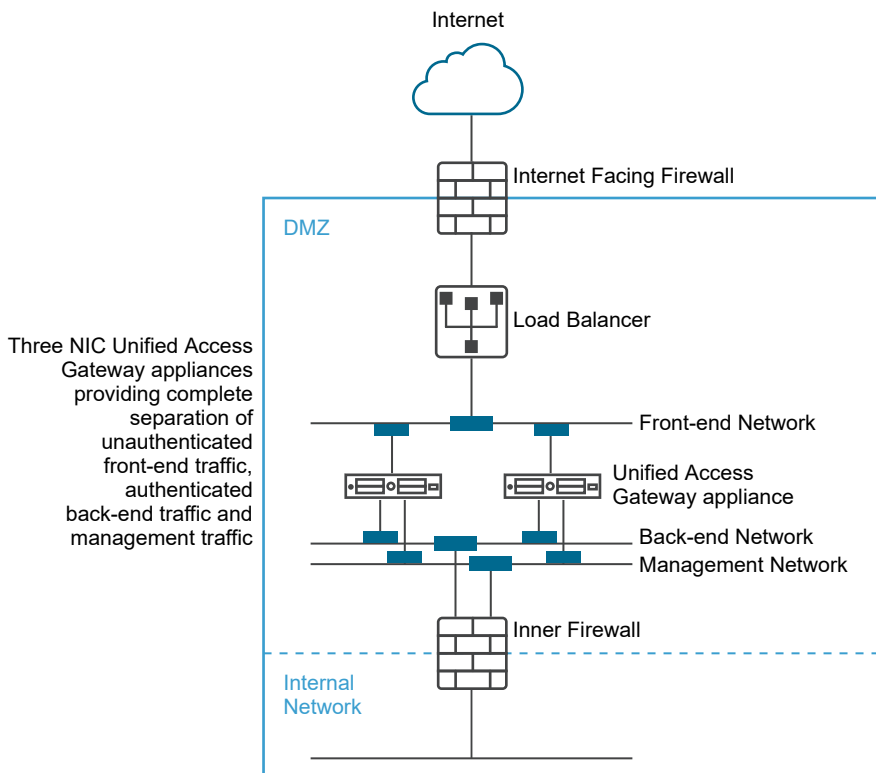 Internet
Internet Facing Firewall
DMZ
Load Balancer
Three NIC Unified Access
Gateway appliances
providing complete
separation of
unauthenticated
front-end traffic,
authenticated
back-end traffic and
management traffic
Front-end Network
Unified Access
Gateway appliance
Back-end Network
Management Network
Inner Firewall
Internal
Network